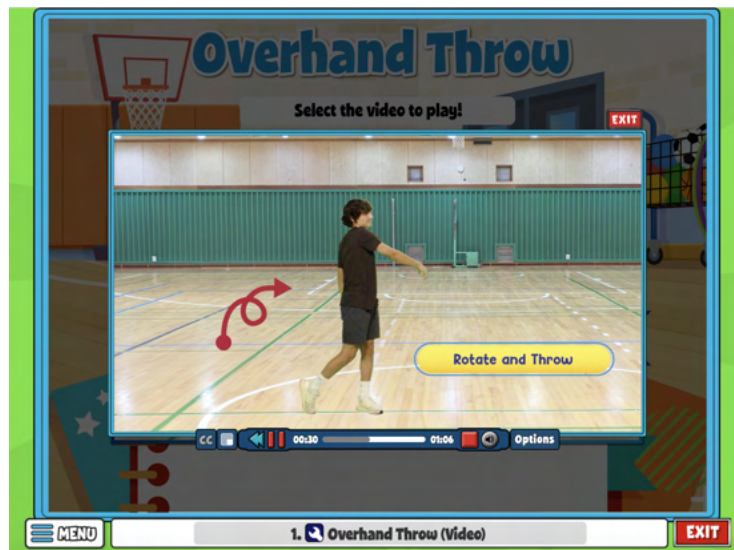 Overhand Throw
Select the video to play!
EXIT
Rotate and Throw
CC
00:30
01:06
Options
MENU
1. Overhand Throw (Video)
EXIT